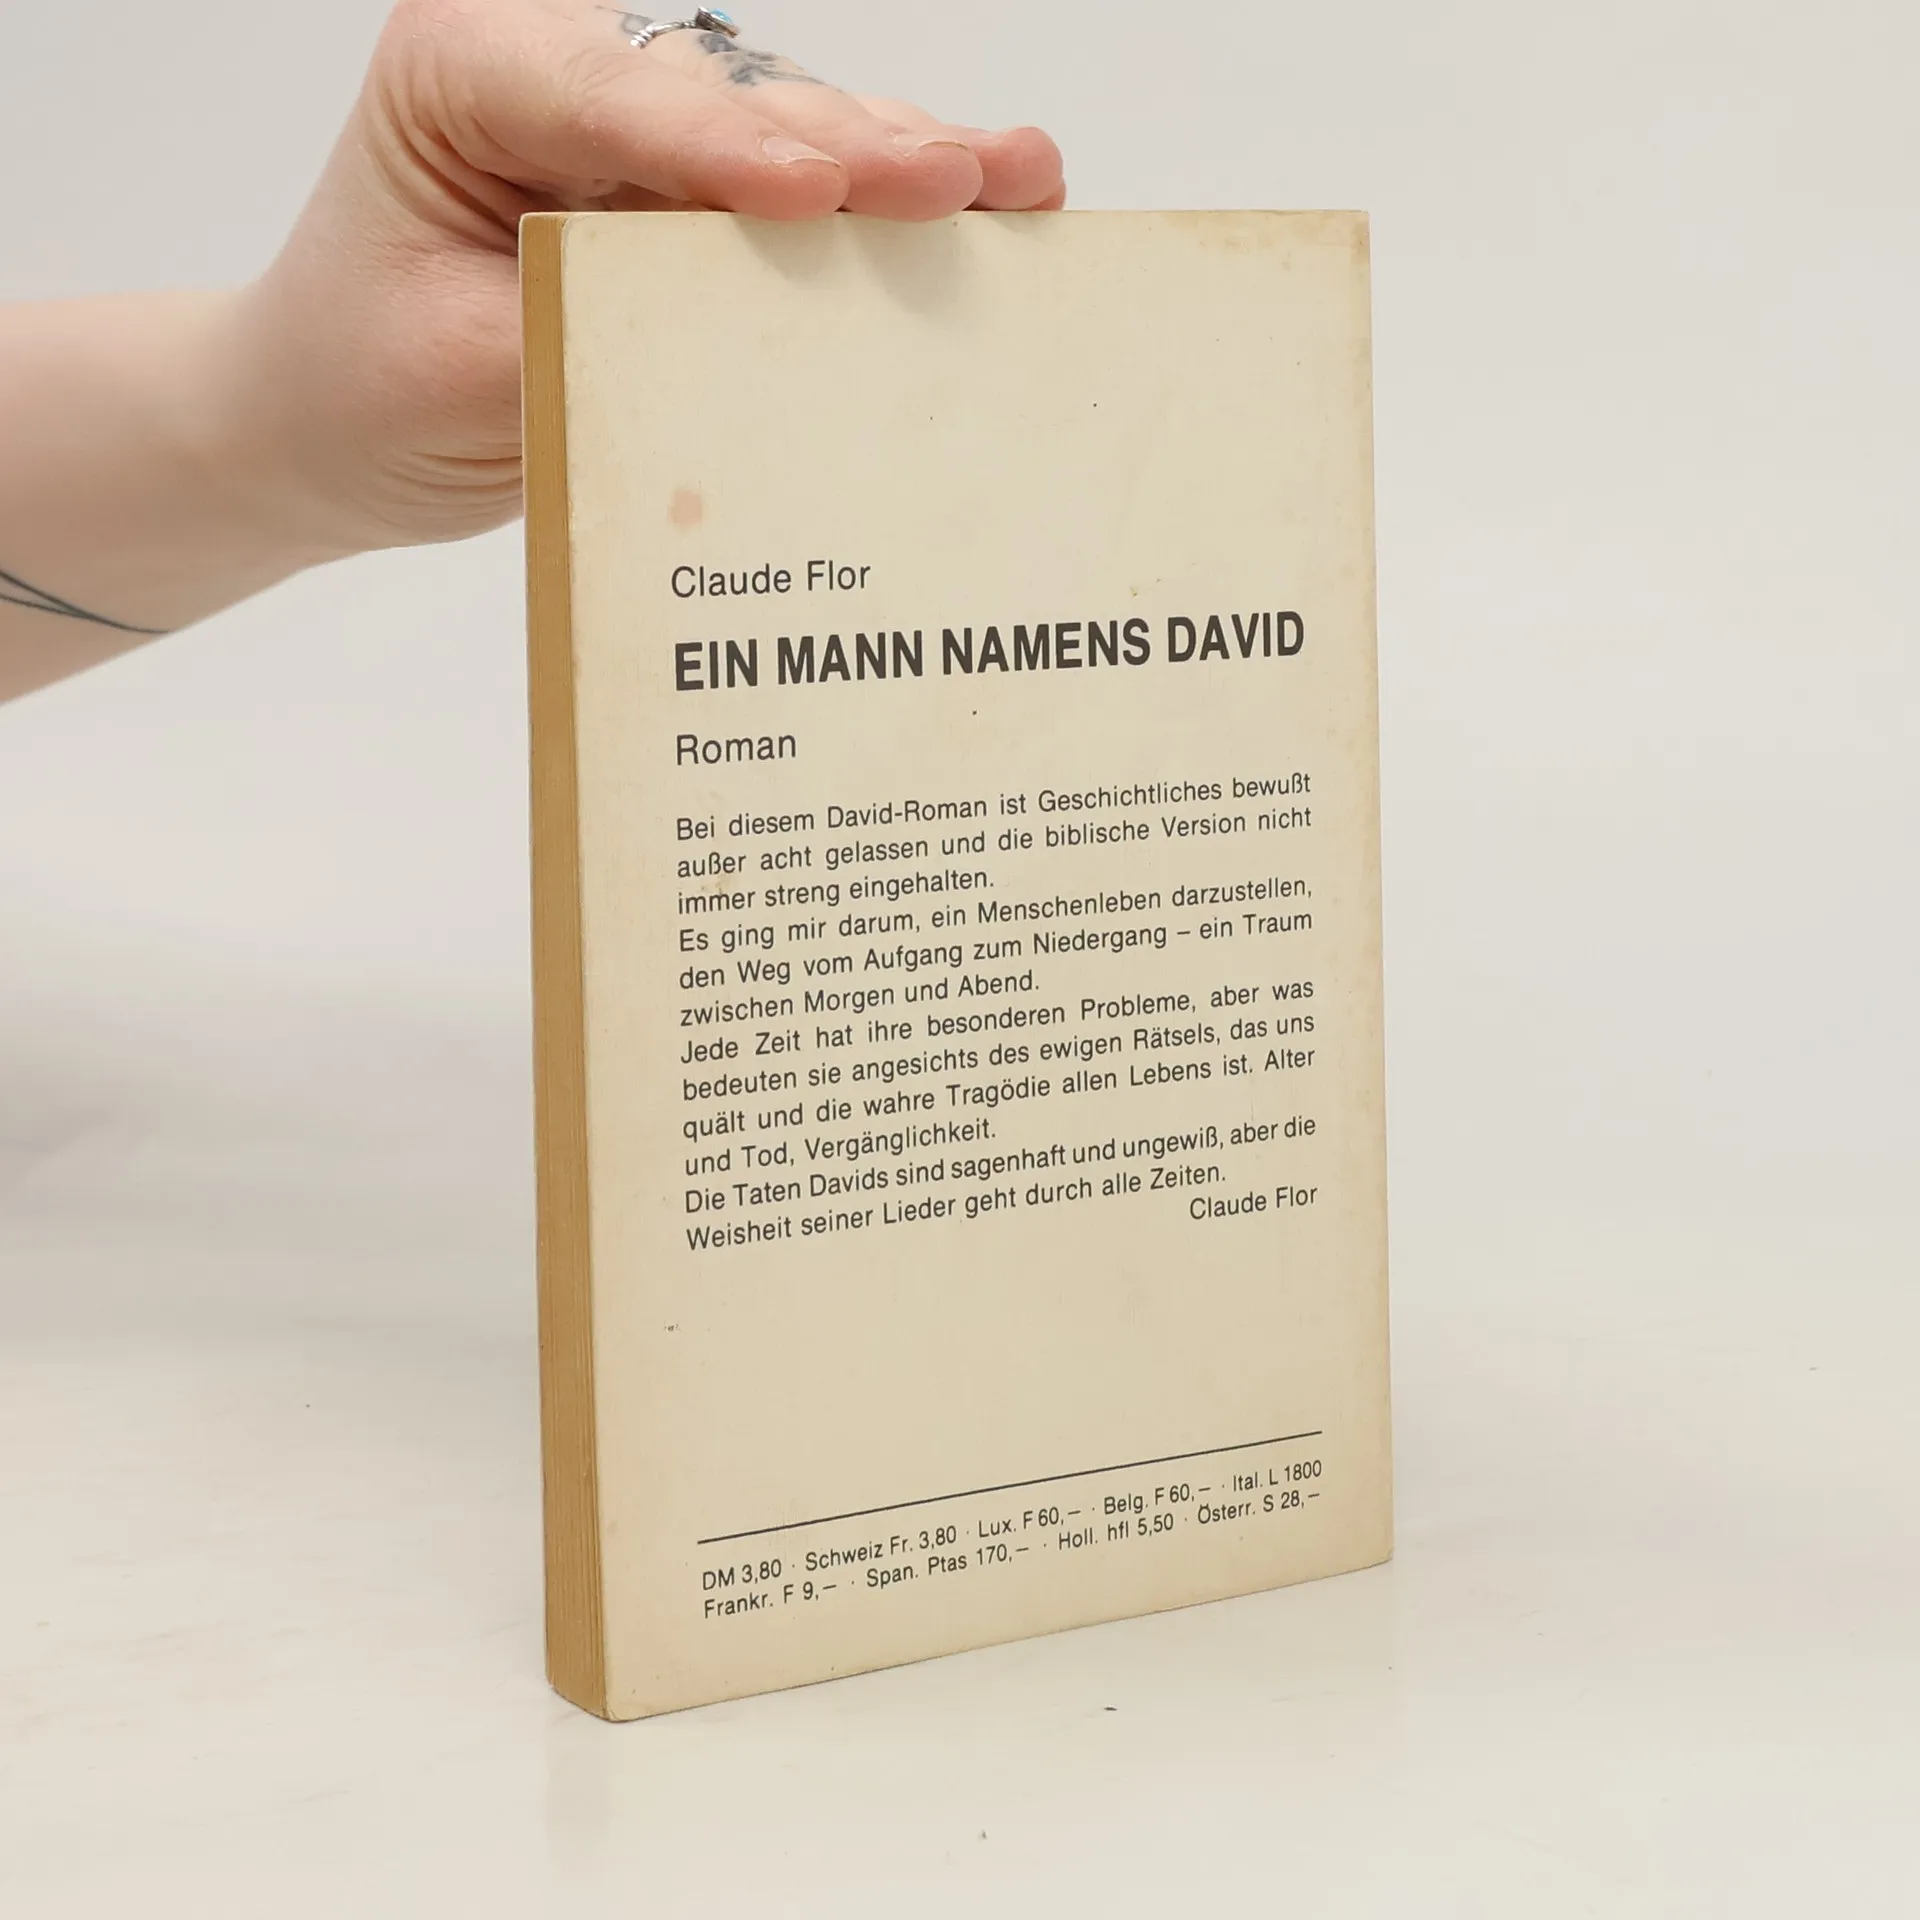 Claude Flor
EIN MANN NAMENS DAVID
Roman
Bei diesem David-Roman ist Geschichtliches bewußt
außer acht gelassen und die biblische Version nicht
immer streng eingehalten.
Es ging mir darum, ein Menschenleben darzustellen,
den Weg vom Aufgang zum Niedergang – ein Traum
zwischen Morgen und Abend.
Jede Zeit hat ihre besonderen Probleme, aber was
bedeuten sie angesichts des ewigen Rätsels, das uns
quält und die wahre Tragödie allen Lebens ist. Alter
und Tod, Vergänglichkeit.
Die Taten Davids sind sagenhaft und ungewiß, aber die
Weisheit seiner Lieder geht durch alle Zeiten.
Claude Flor
DM 3,80 · Schweiz Fr. 3,80 · Lux. F 60,– · Belg. F 60,– · Ital. L 1800
Frankr. F 9,– · Span. Ptas 170,– · Holl. hfl 5,50 · Österr. S 28,–